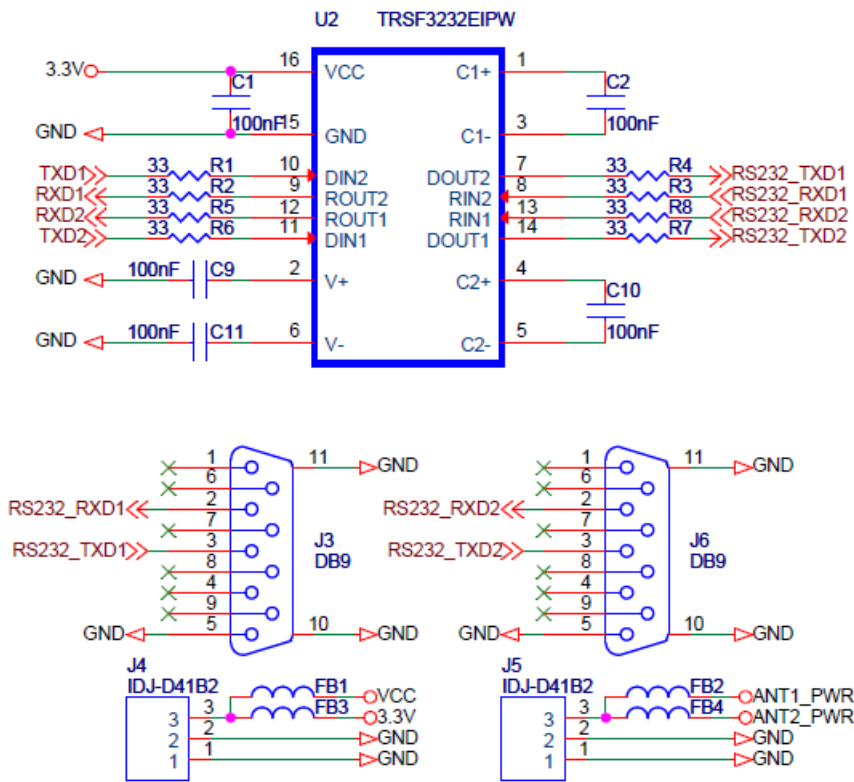 U2 TRSF3232EIPW
3.3V 16 VCC C1+ 1
C1 C2
100nF 100nF
GND 15 GND C1- 3
TXD1 33 R1 10 DIN2 DOUT2 7 33 R4 RS232_TXD1
RXD1 33 R2 9 ROUT2 RIN2 8 33 R3 RS232_RXD1
RXD2 33 R5 12 ROUT1 RIN1 13 33 R8 RS232_RXD2
TXD2 33 R6 11 DIN1 DOUT1 14 33 R7 RS232_TXD2
GND 100nF C9 2 V+ C2+ 4
C10
100nF
GND 100nF C11 6 V- C2- 5
1 11 GND
6
RS232_RXD1 2
7
RS232_TXD1 3
8
4
9
GND 5 10 GND
J3
DB9
1 11 GND
6
RS232_RXD2 2
7
RS232_TXD2 3
8
4
9
GND 5 10 GND
J6
DB9
J4
IDJ-D41B2
3 3 FB1 VCC
FB3 3.3V
2 2 GND
1 1 GND
J5
IDJ-D41B2
3 3 FB2 ANT1_PWR
FB4 ANT2_PWR
2 2 GND
1 1 GND